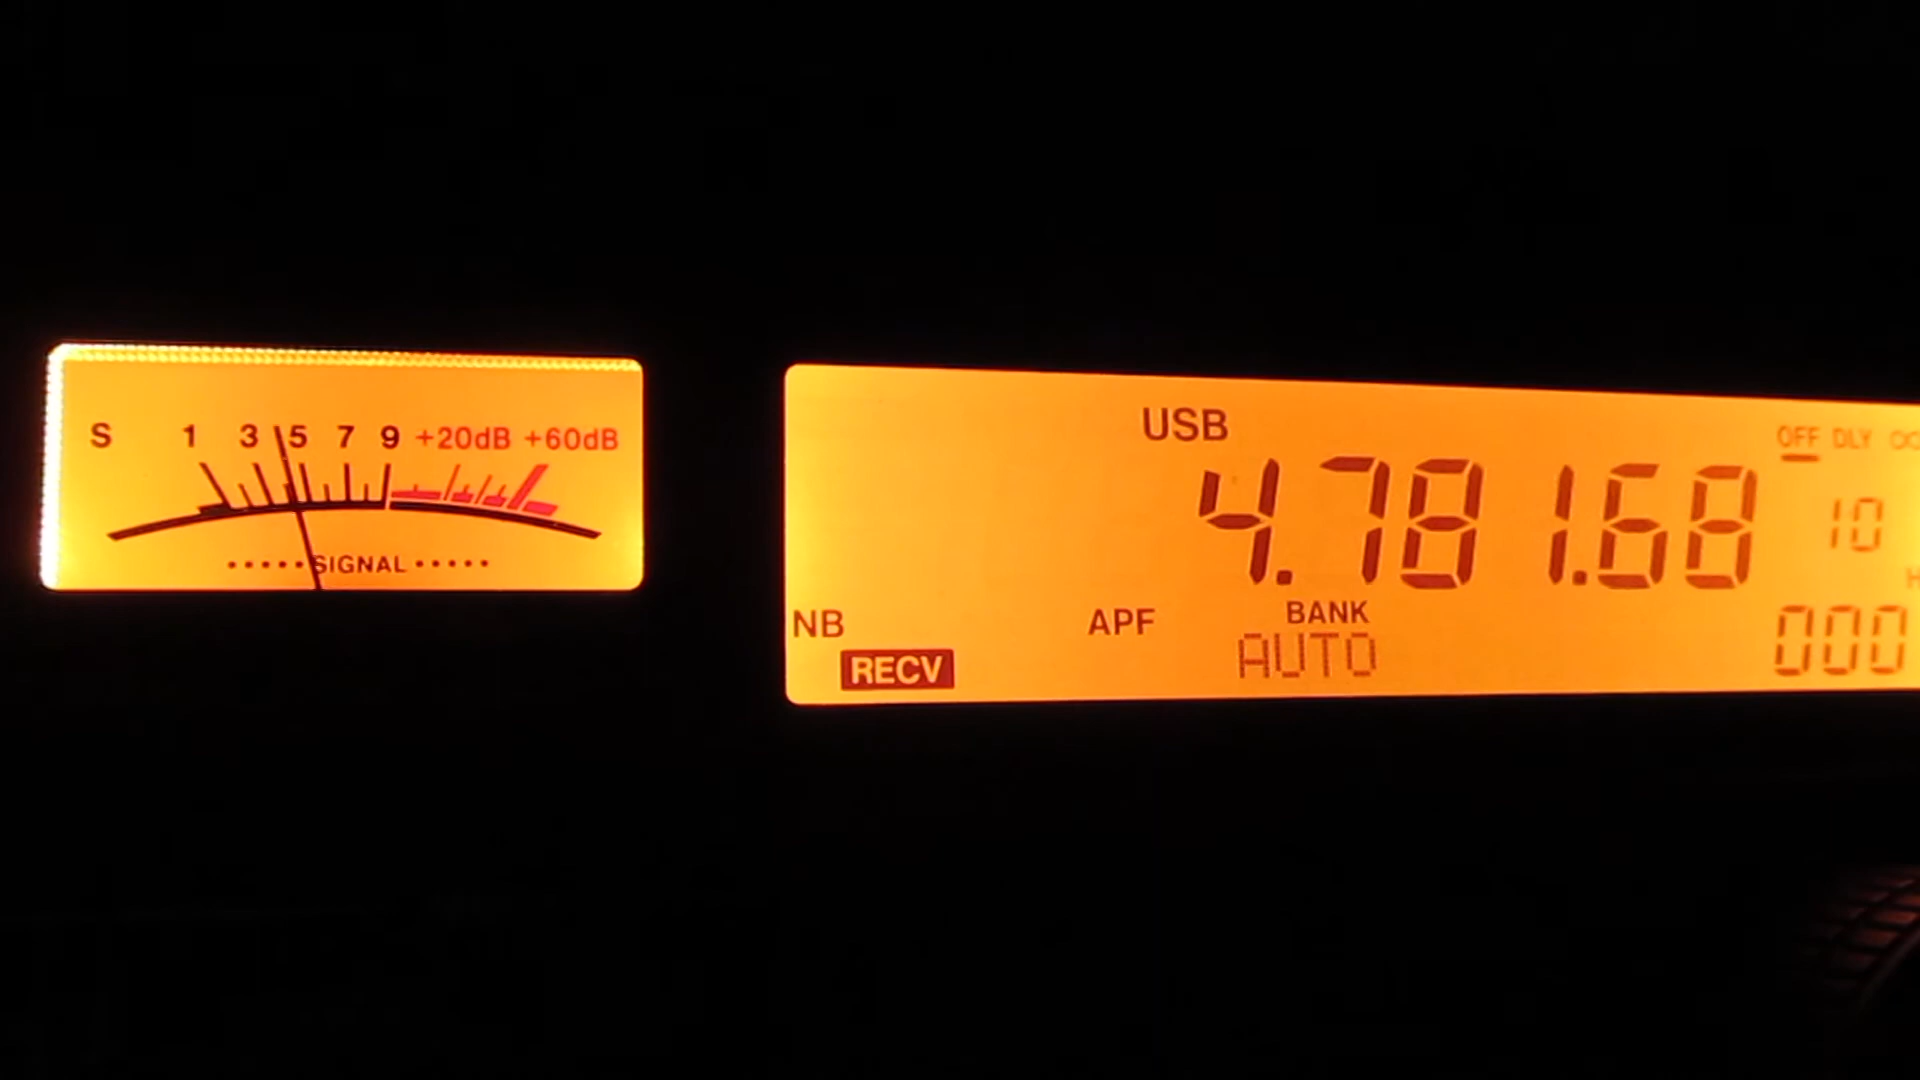 S 1 3 5 7 9 +20dB +60dB
SIGNAL
USB
OFF DLY
4.781.68
10
NB APF BANK
RECV AUTO 000